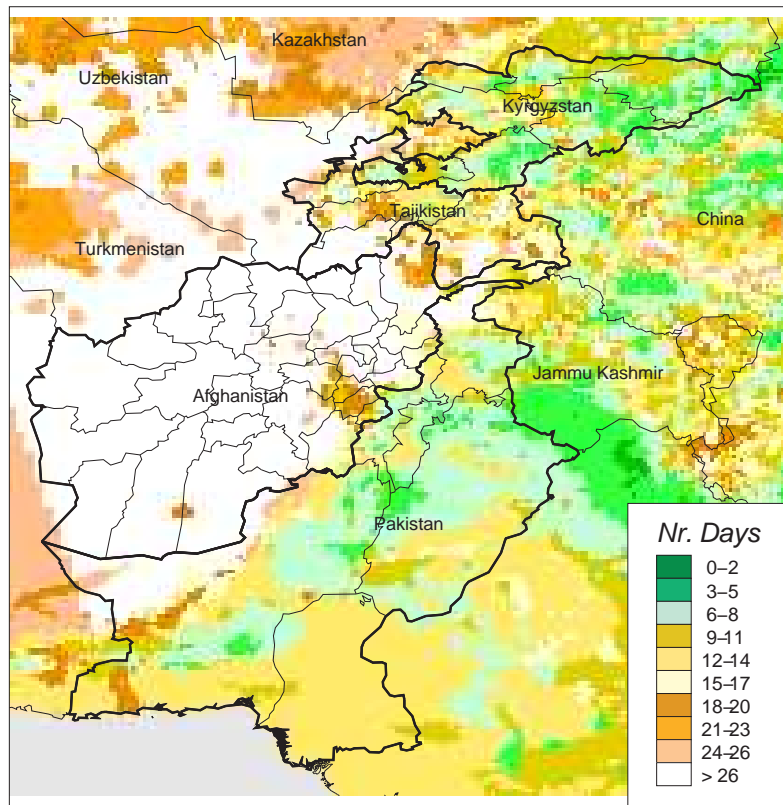 Kazakhstan
Uzbekistan
Kyrgyzstan
Tajikistan
China
Turkmenistan
Jammu Kashmir
Afghanistan
Pakistan
Nr. Days
0–2
3–5
6–8
9–11
12–14
15–17
18–20
21–23
24–26
> 26